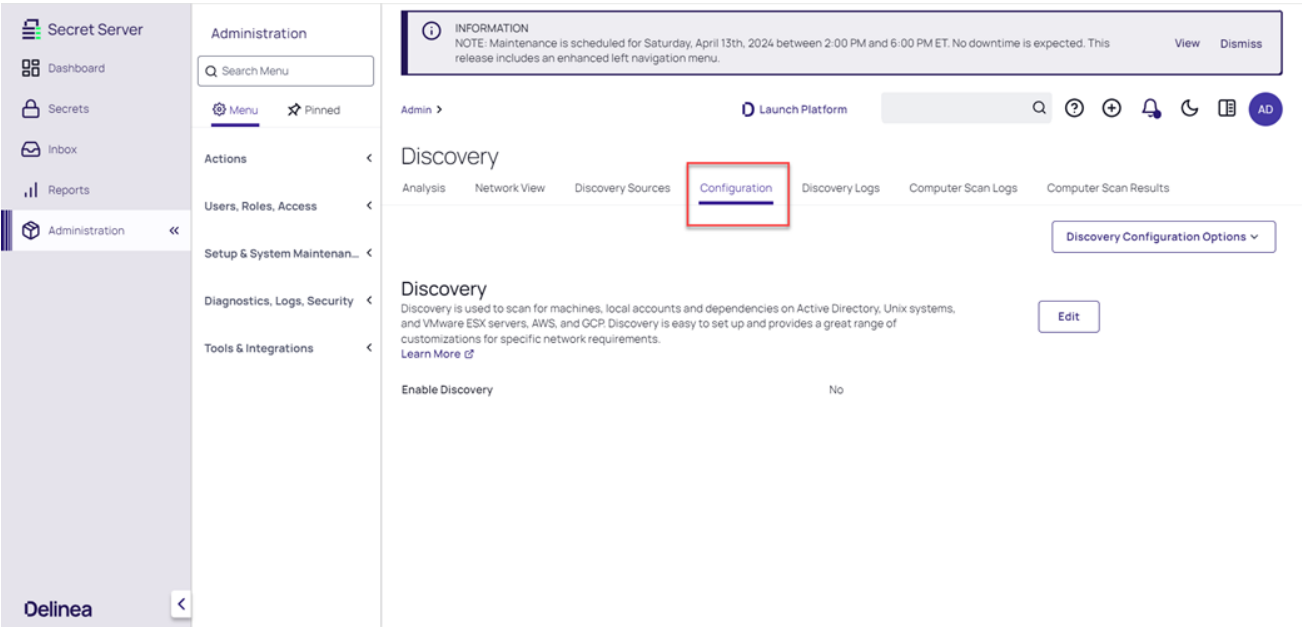 Secret Server
Dashboard
Secrets
Inbox
Reports
Administration
Delinea
Administration
Search Menu
Menu
Pinned
Actions
Users, Roles, Access
Setup & System Maintenan...
Diagnostics, Logs, Security
Tools & Integrations
INFORMATION
NOTE: Maintenance is scheduled for Saturday, April 13th, 2024 between 2:00 PM and 6:00 PM ET. No downtime is expected. This
release includes an enhanced left navigation menu.
View
Dismiss
Admin >
Launch Platform
AD
Discovery
Analysis
Network View
Discovery Sources
Configuration
Discovery Logs
Computer Scan Logs
Computer Scan Results
Discovery Configuration Options
Discovery
Discovery is used to scan for machines, local accounts and dependencies on Active Directory, Unix systems,
and VMware ESX servers, AWS, and GCP. Discovery is easy to set up and provides a great range of
customizations for specific network requirements.
Learn More
Edit
Enable Discovery
No